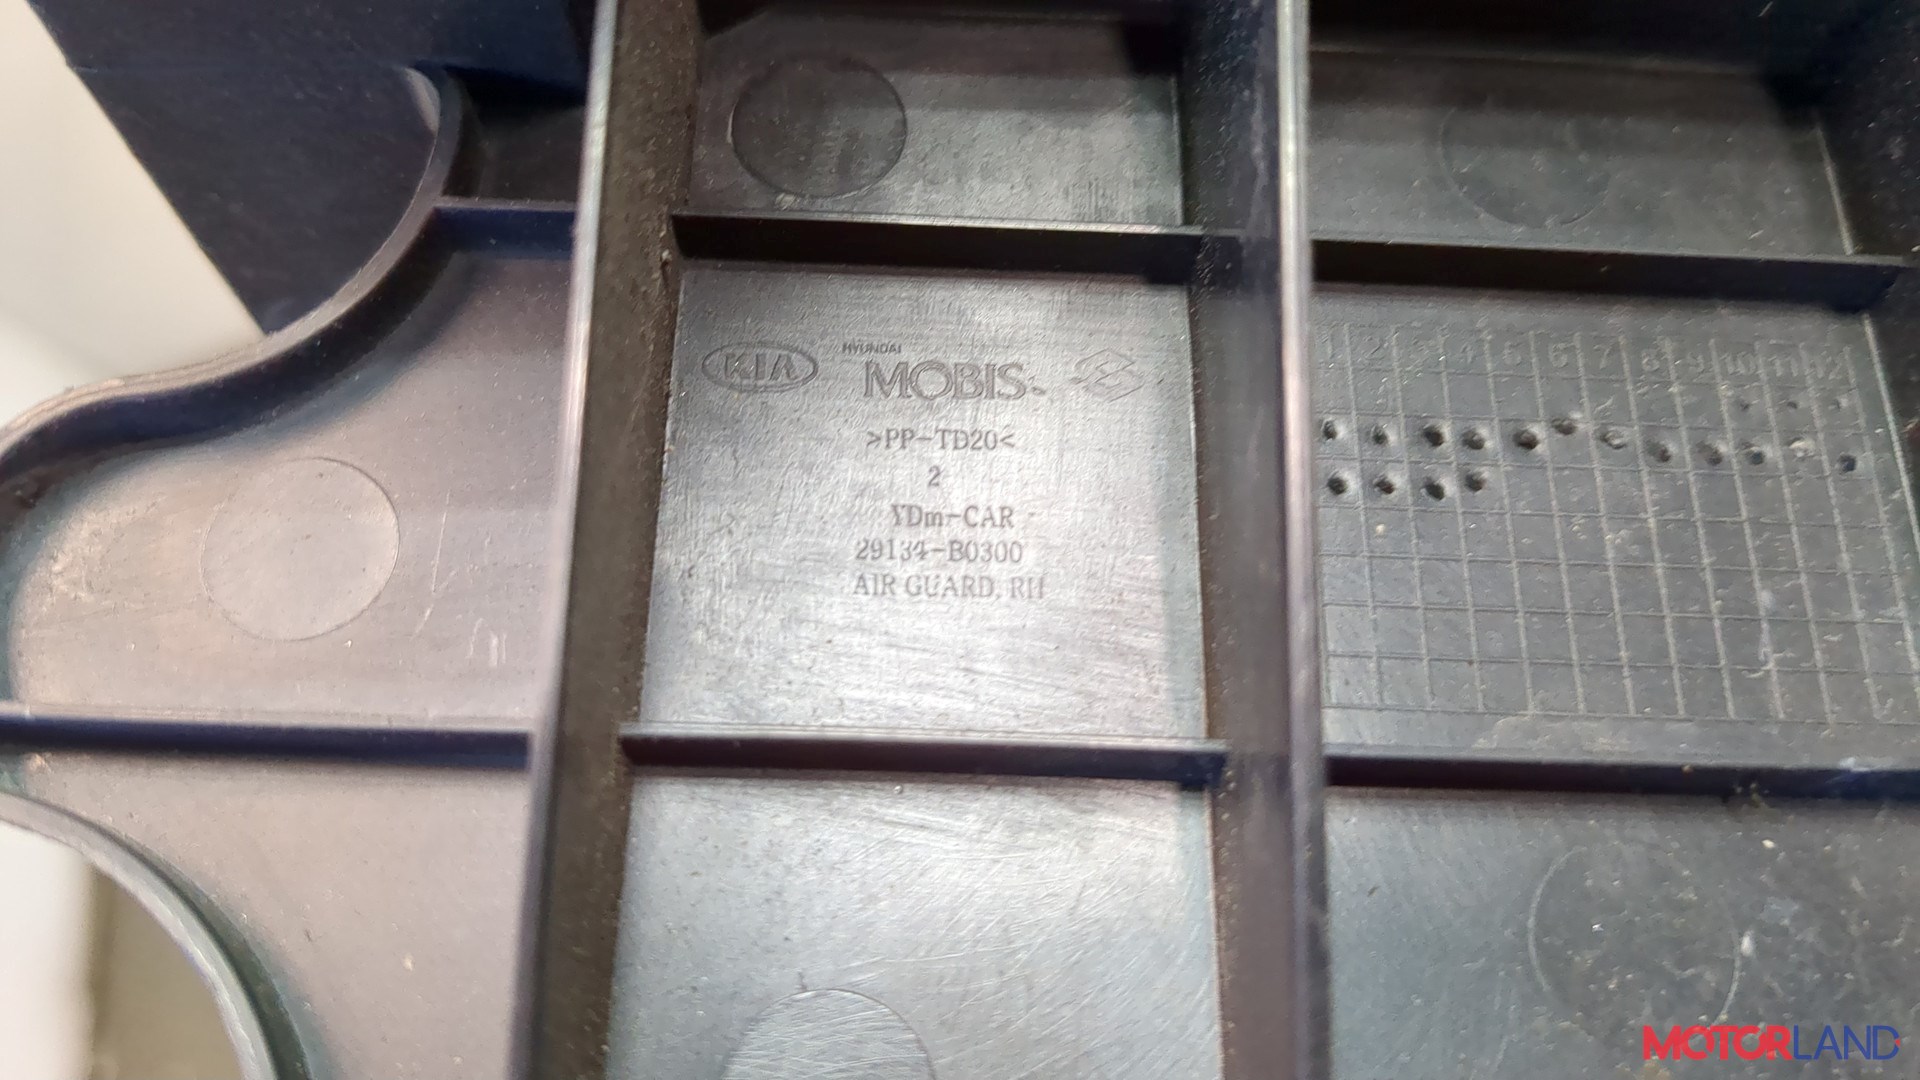 KIA HYUNDAI MOBIS
>PP-TD20<
2
YDm-CAR
29134-B0300
AIR GUARD, RH
1 2 3 4 5 6 7 8 9 10 11 12
MOTORLAND